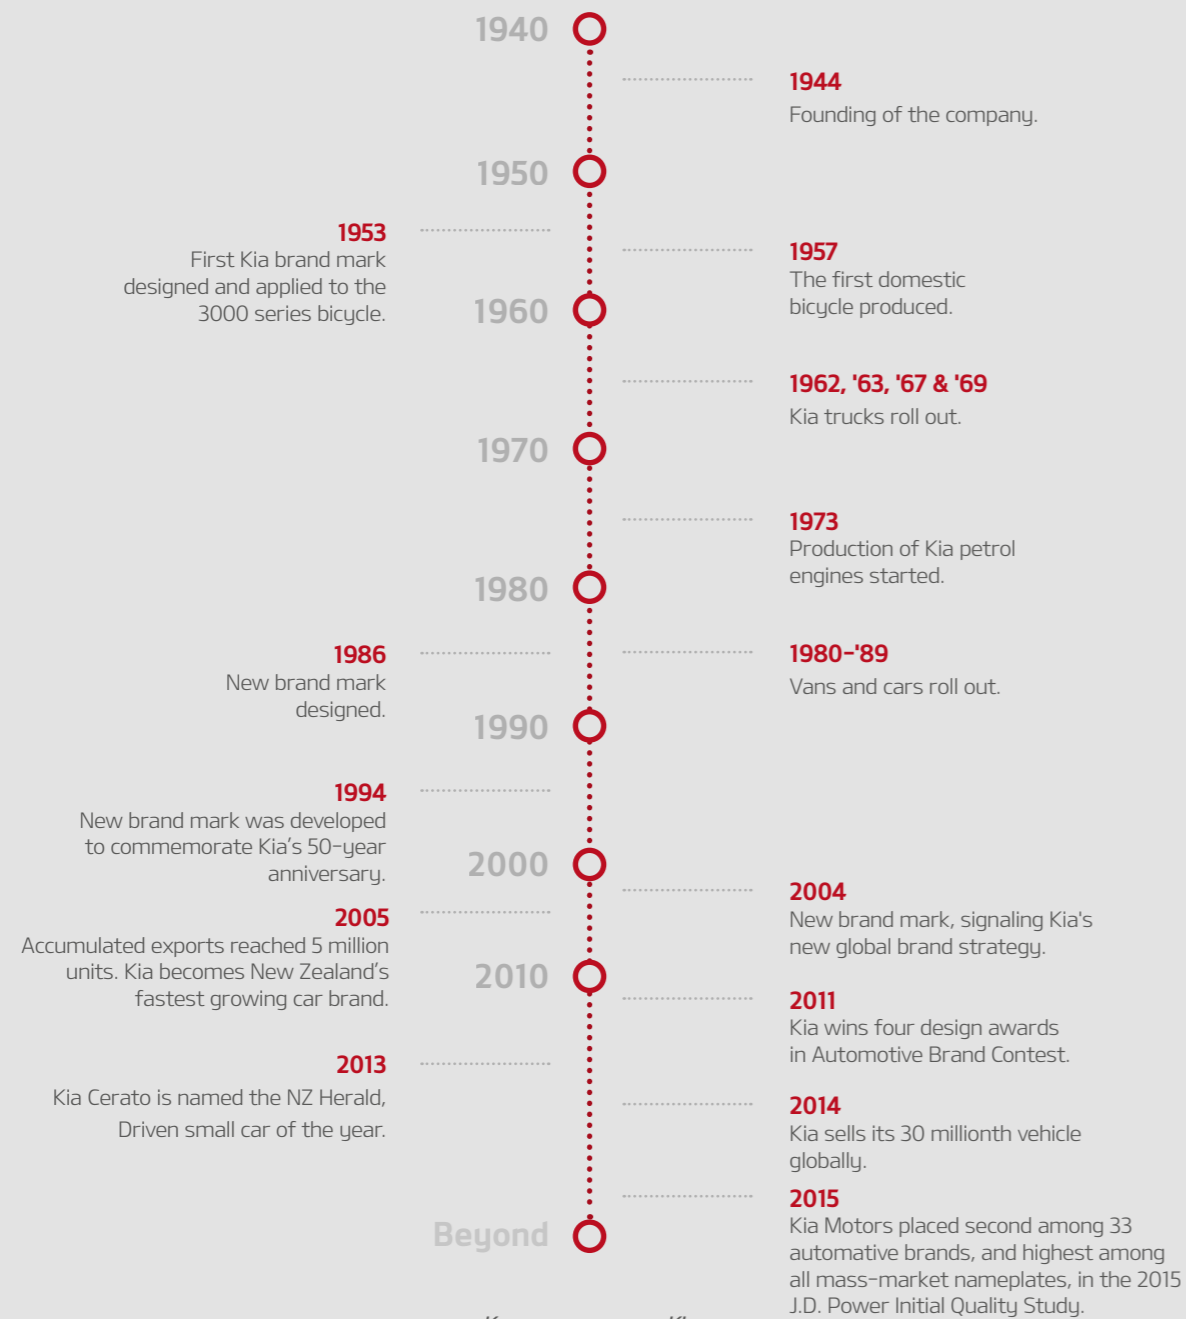 1940
1944
Founding of the company.
1950
1953
First Kia brand mark
designed and applied to the
3000 series bicycle.
1957
The first domestic
bicycle produced.
1960
1962, '63, '67 & '69
Kia trucks roll out.
1970
1973
Production of Kia petrol
engines started.
1980
1986
New brand mark
designed.
1980-'89
Vans and cars roll out.
1990
1994
New brand mark was developed
to commemorate Kia’s 50-year
anniversary.
2000
2004
New brand mark, signaling Kia's
new global brand strategy.
2005
Accumulated exports reached 5 million
units. Kia becomes New Zealand’s
fastest growing car brand.
2010
2011
Kia wins four design awards
in Automotive Brand Contest.
2013
Kia Cerato is named the NZ Herald,
Driven small car of the year.
2014
Kia sells its 30 millionth vehicle
globally.
2015
Kia Motors placed second among 33
automative brands, and highest among
all mass-market nameplates, in the 2015
J.D. Power Initial Quality Study.
Beyond